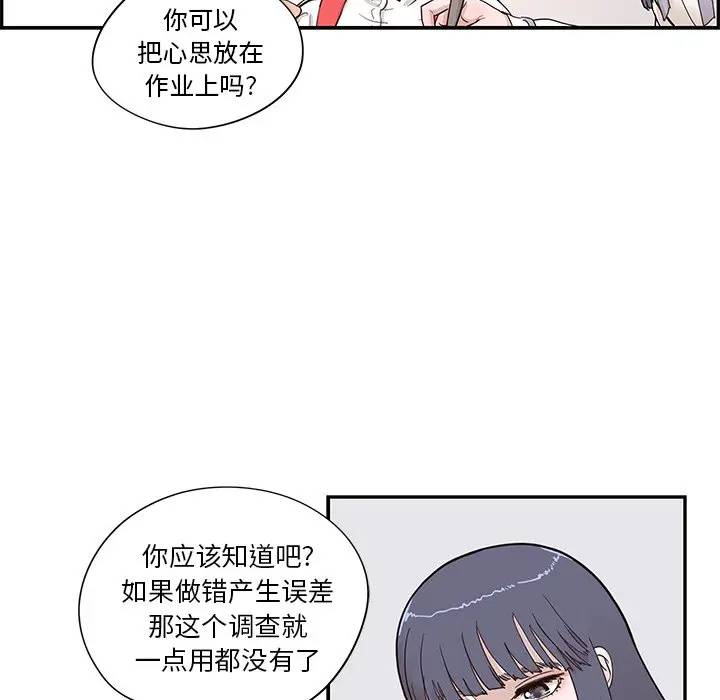 你可以
把心思放在
作业上吗?
你应该知道吧?
如果做错产生误差
那这个调查就
一点用都没有了